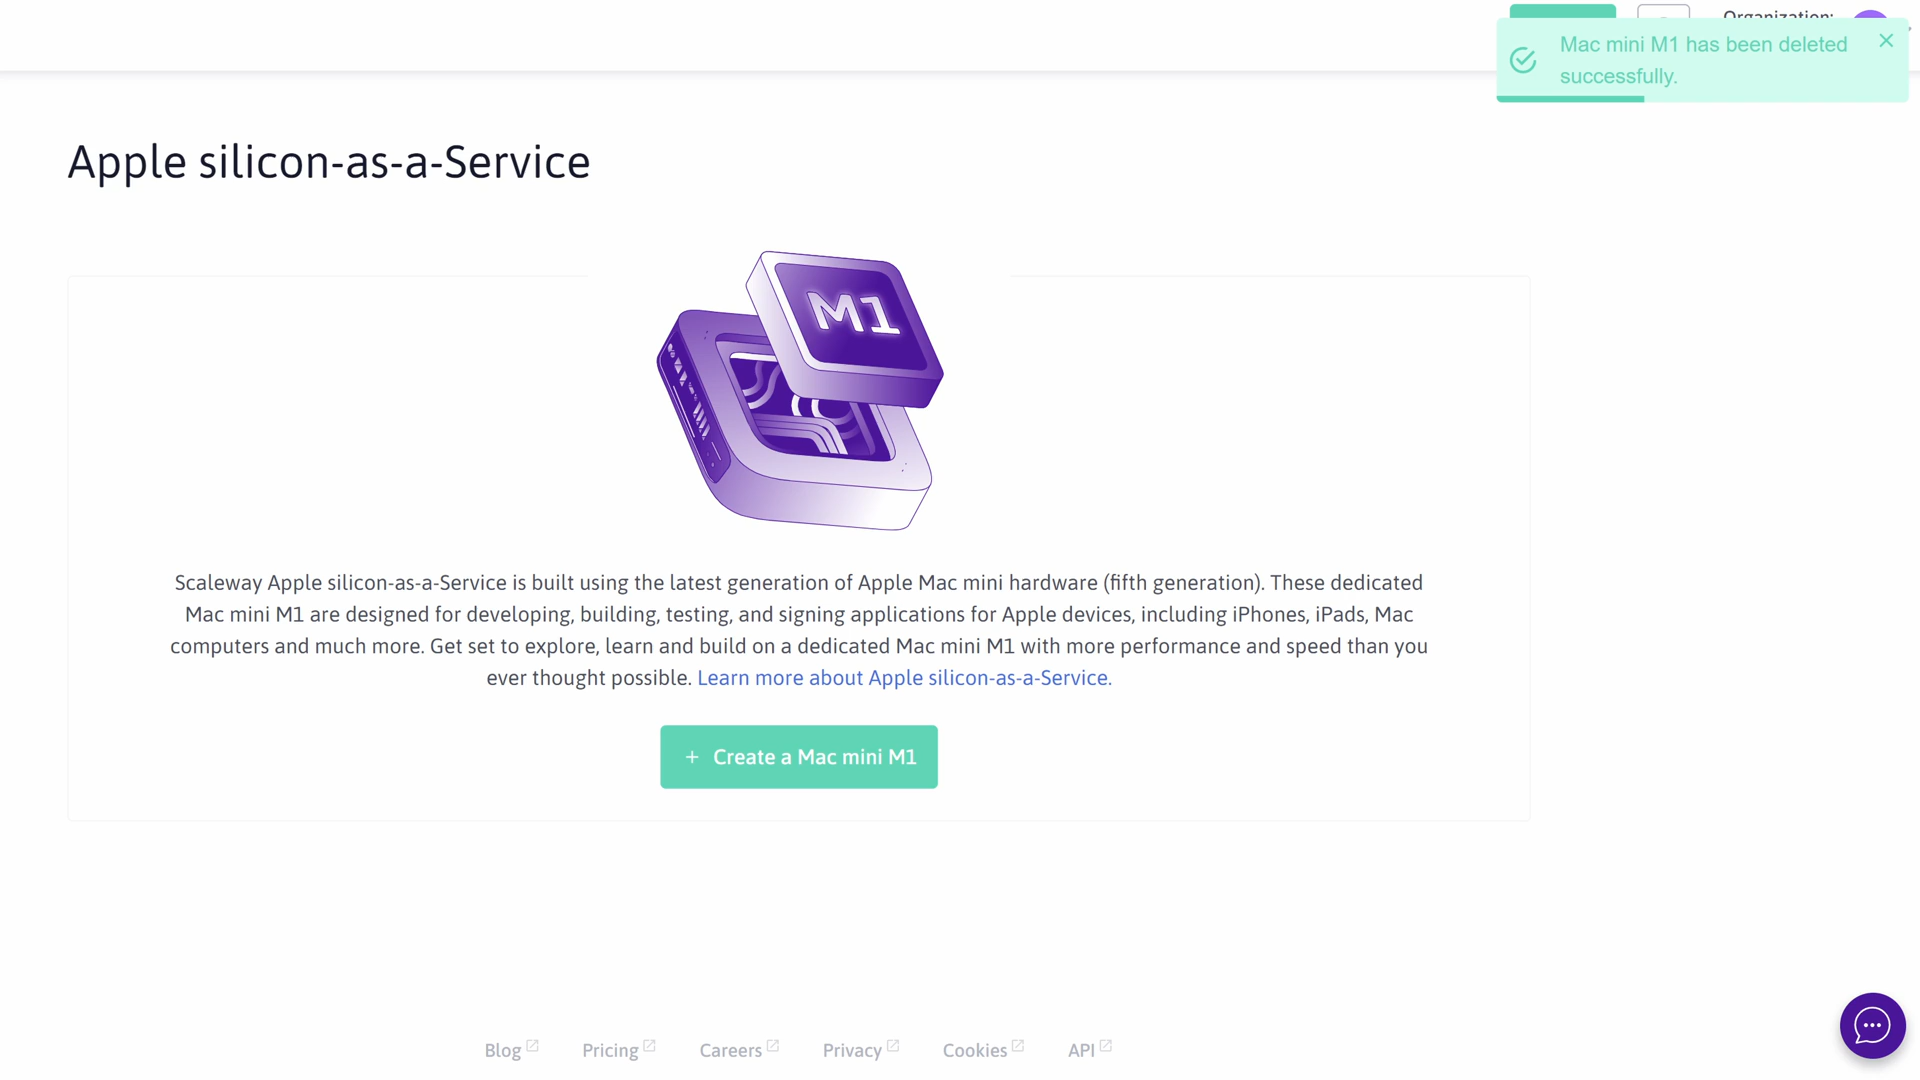 Organization:
Mac mini M1 has been deleted
successfully.
Apple silicon-as-a-Service
M1
Scaleway Apple silicon-as-a-Service is built using the latest generation of Apple Mac mini hardware (fifth generation). These dedicated
Mac mini M1 are designed for developing, building, testing, and signing applications for Apple devices, including iPhones, iPads, Mac
computers and much more. Get set to explore, learn and build on a dedicated Mac mini M1 with more performance and speed than you
ever thought possible. Learn more about Apple silicon-as-a-Service.
+ Create a Mac mini M1
Blog Pricing Careers Privacy Cookies API